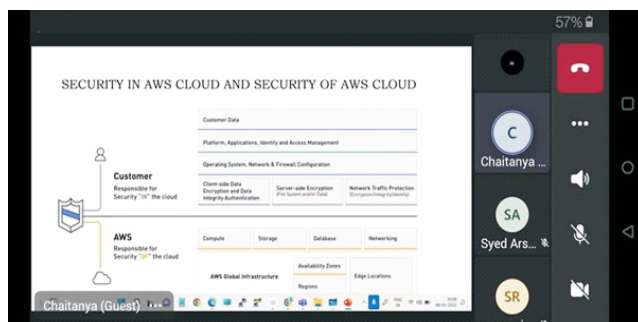 57%
SECURITY IN AWS CLOUD AND SECURITY OF AWS CLOUD
Customer
Responsible for
Security "IN" the cloud
Customer Data
Platform, Applications, Identity and Access Management
Operating System, Network & Firewall Configuration
Client-side Data
Encryption and Data
Integrity Authentication
Server-side Encryption
(File System and/or Data)
Network Traffic Protection
(Encryption/Integrity/Identity)
AWS
Responsible for
Security "OF" the cloud
Compute
Storage
Database
Networking
AWS Global Infrastructure
Availability Zones
Regions
Edge Locations
Chaitanya (Guest)
C
Chaitanya ...
SA
Syed Ars...
SR
ENG